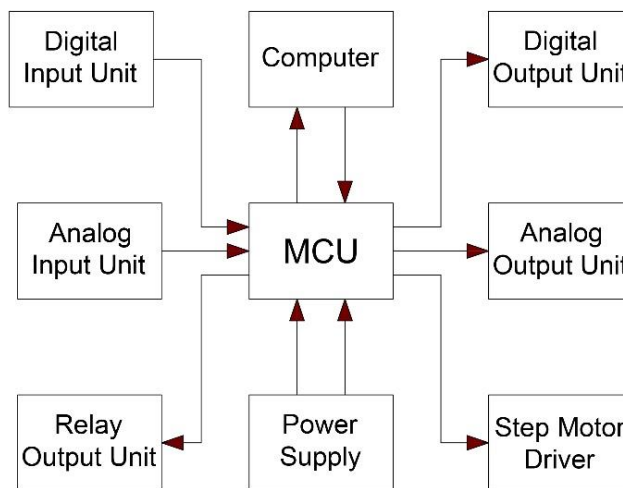 Digital
Input Unit
Computer
Digital
Output Unit
Analog
Input Unit
MCU
Analog
Output Unit
Relay
Output Unit
Power
Supply
Step Motor
Driver